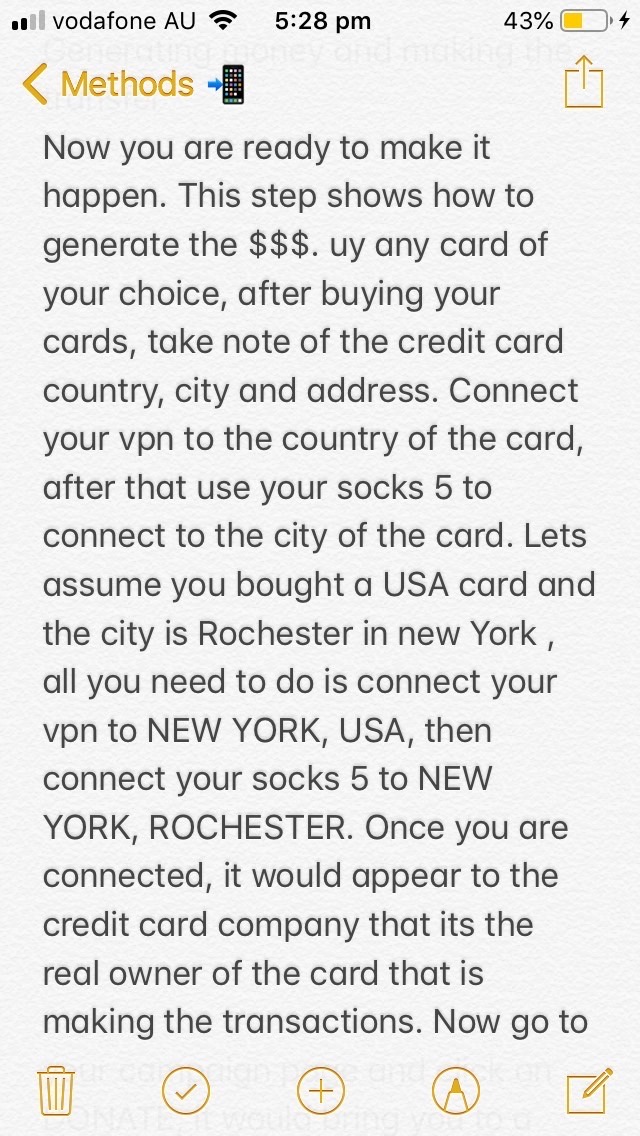 vodafone AU 5:28 pm 43%
Generating money and making the
Methods
transfer
Now you are ready to make it
happen. This step shows how to
generate the $$$. uy any card of
your choice, after buying your
cards, take note of the credit card
country, city and address. Connect
your vpn to the country of the card,
after that use your socks 5 to
connect to the city of the card. Lets
assume you bought a USA card and
the city is Rochester in new York ,
all you need to do is connect your
vpn to NEW YORK, USA, then
connect your socks 5 to NEW
YORK, ROCHESTER. Once you are
connected, it would appear to the
credit card company that its the
real owner of the card that is
making the transactions. Now go to
campaign page and click on
DONATE, it would bring you to a